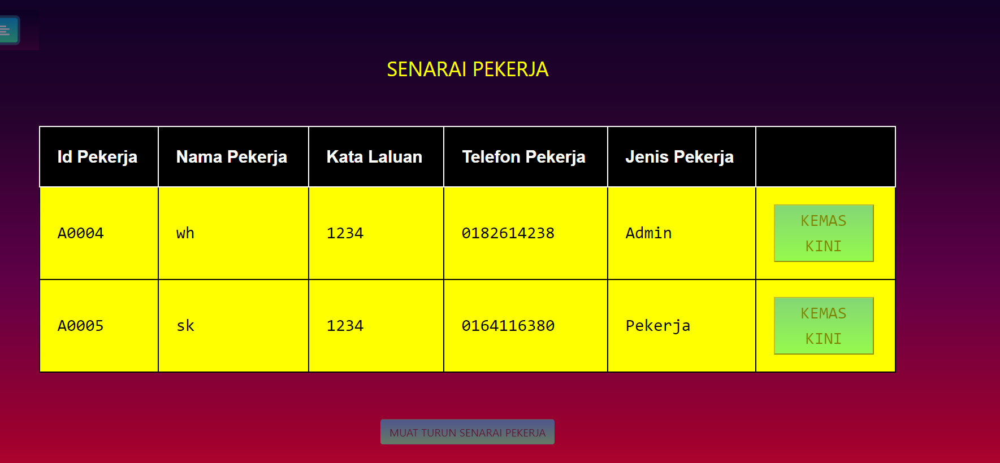 SENARAI PEKERJA
Id Pekerja Nama Pekerja Kata Laluan Telefon Pekerja Jenis Pekerja
A0004 wh 1234 0182614238 Admin KEMAS
KINI
A0005 sk 1234 0164116380 Pekerja KEMAS
KINI
MUAT TURUN SENARAI PEKERJA